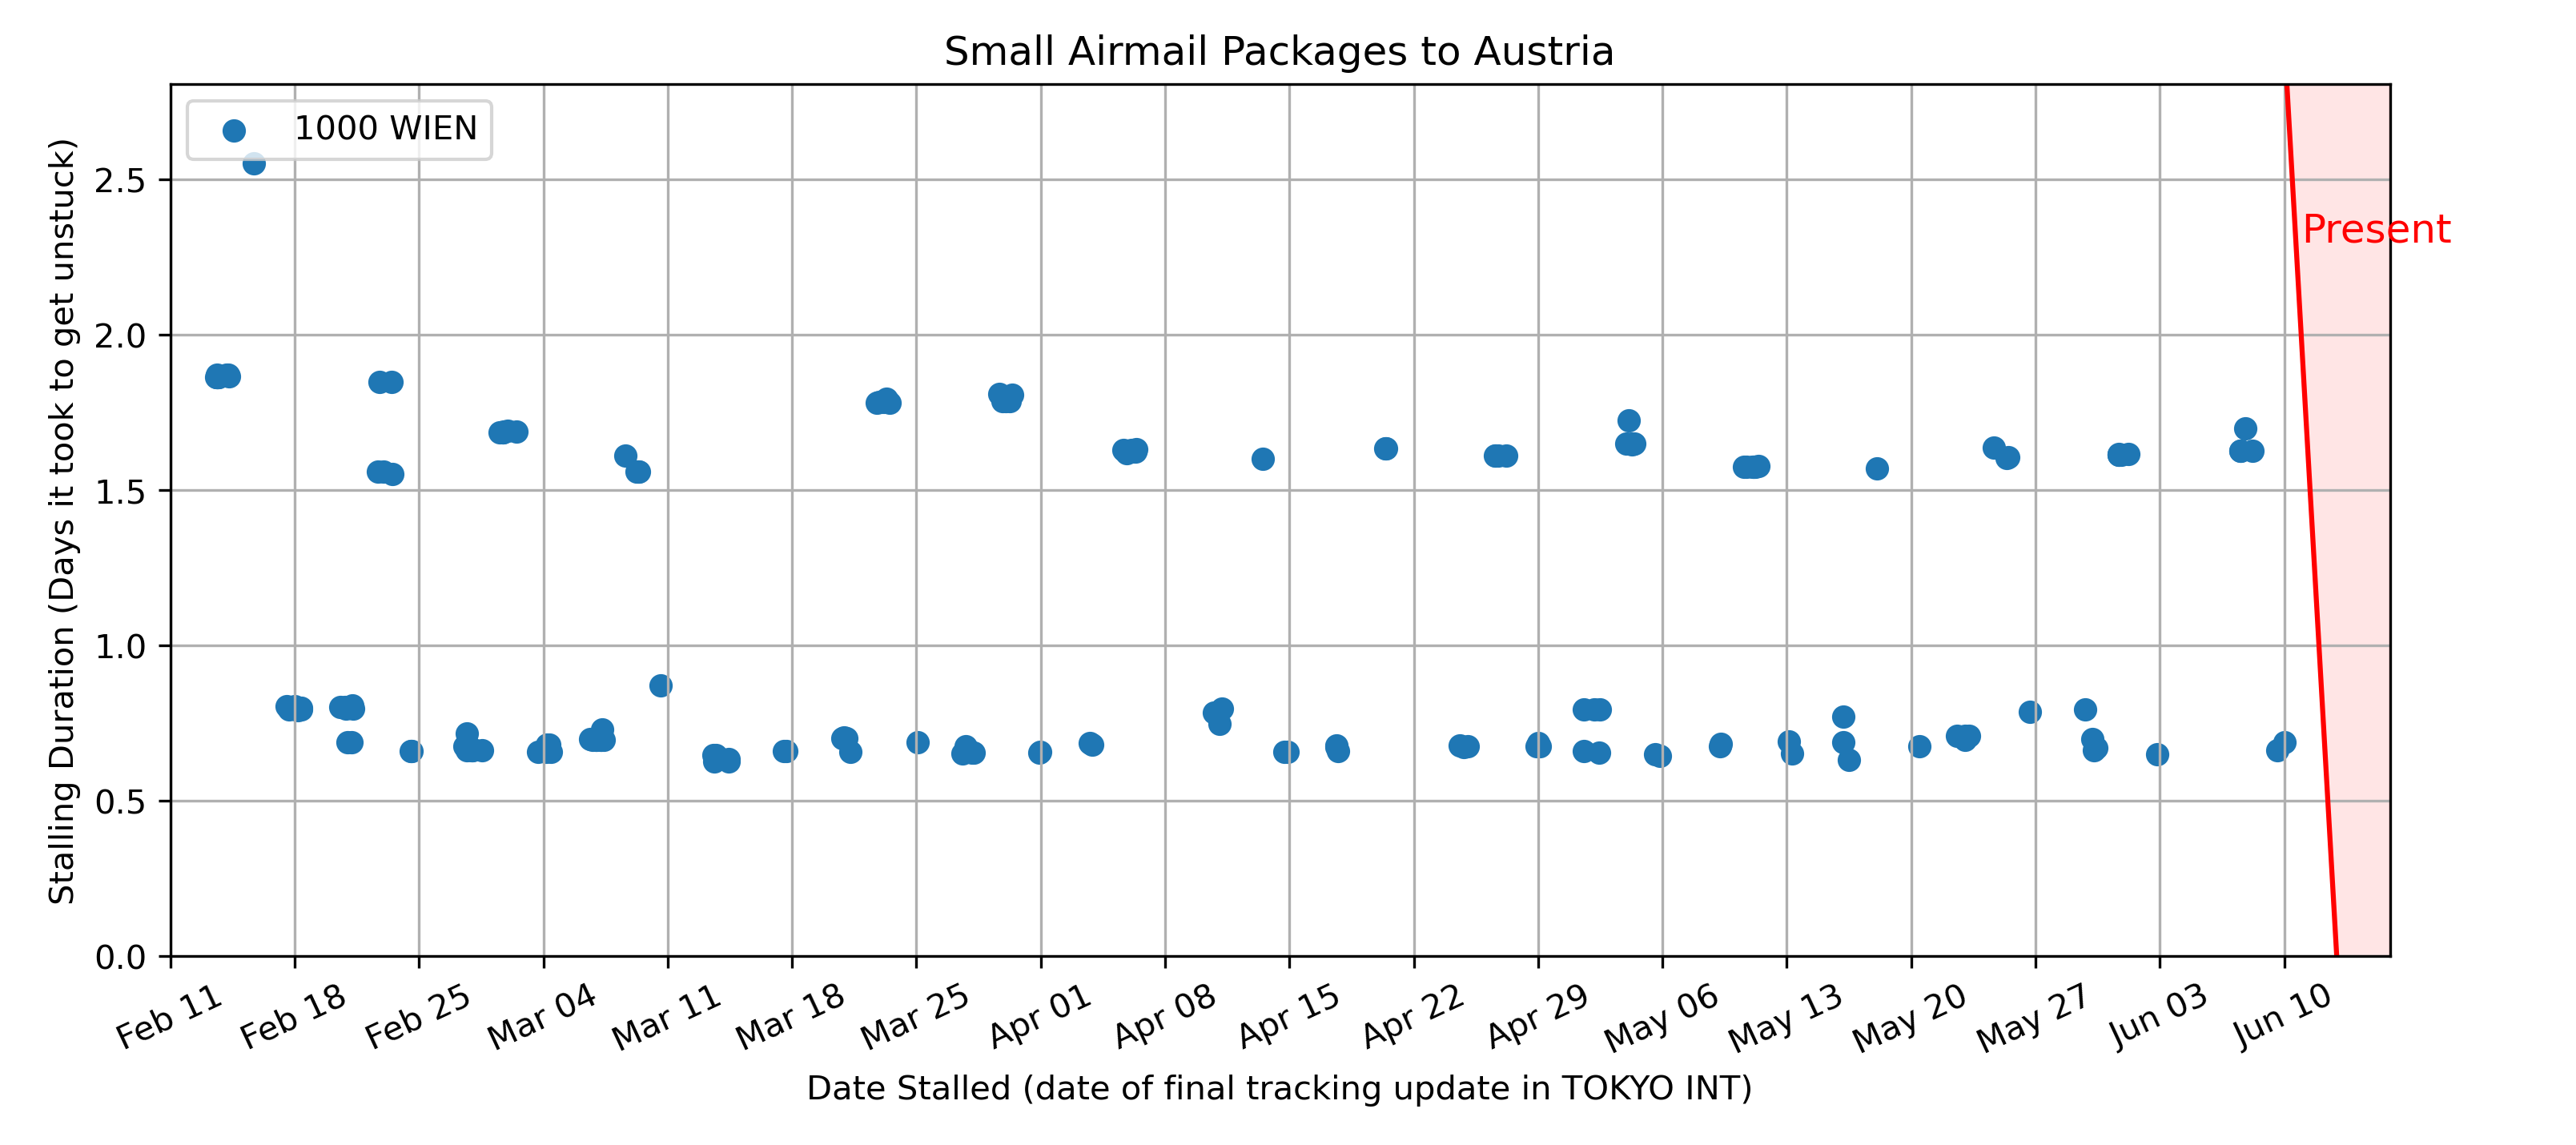 Small Airmail Packages to Austria
1000 WIEN
Present
Stalling Duration (Days it took to get unstuck)
2.5
2.0
1.5
1.0
0.5
0.0
Feb 11
Feb 18
Feb 25
Mar 04
Mar 11
Mar 18
Mar 25
Apr 01
Apr 08
Apr 15
Apr 22
Apr 29
May 06
May 13
May 20
May 27
Jun 03
Jun 10
Date Stalled (date of final tracking update in TOKYO INT)